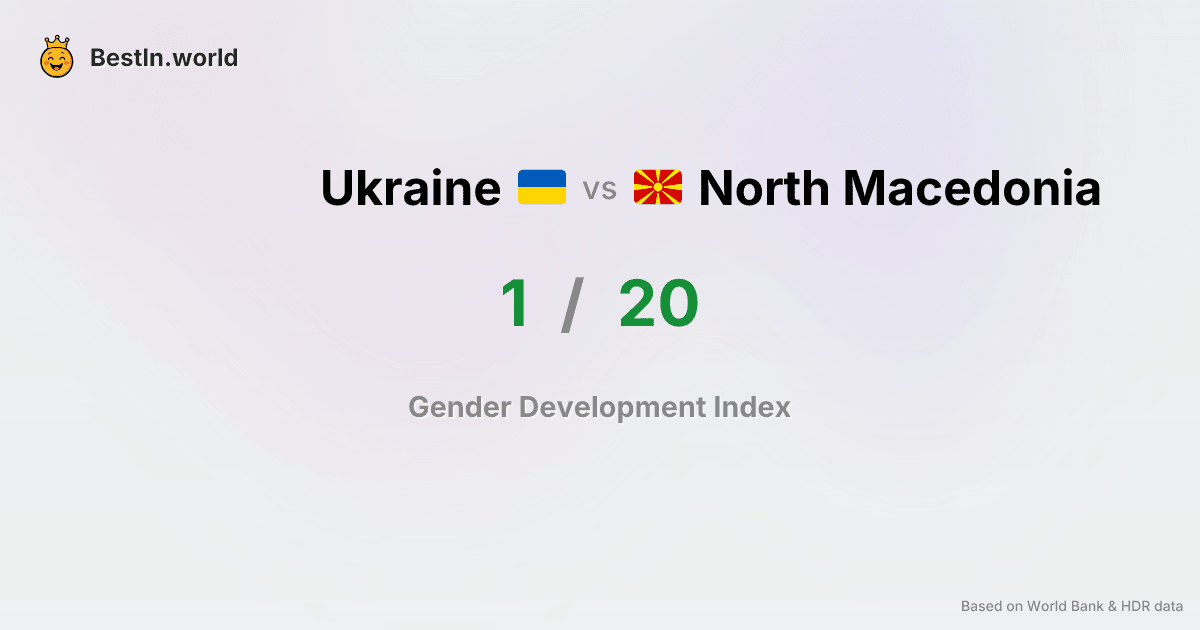 BestIn.world
Ukraine vs North Macedonia
1 / 20
Gender Development Index
Based on World Bank & HDR data